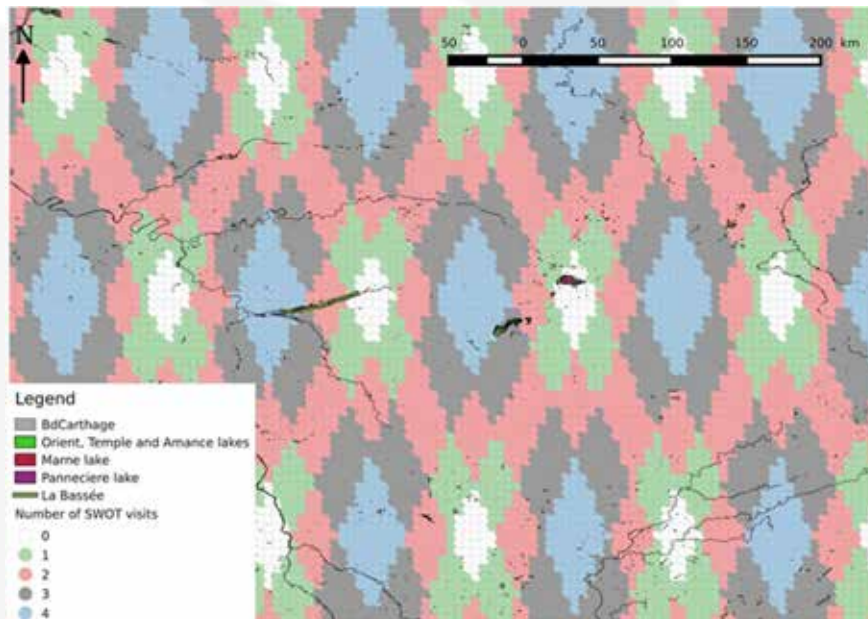 N
50 0 50 100 150 200 km
Legend
BdCarthage
Orient, Temple and Amance lakes
Marne lake
Panneciere lake
La Bassée
Number of SWOT visits
0
1
2
3
4